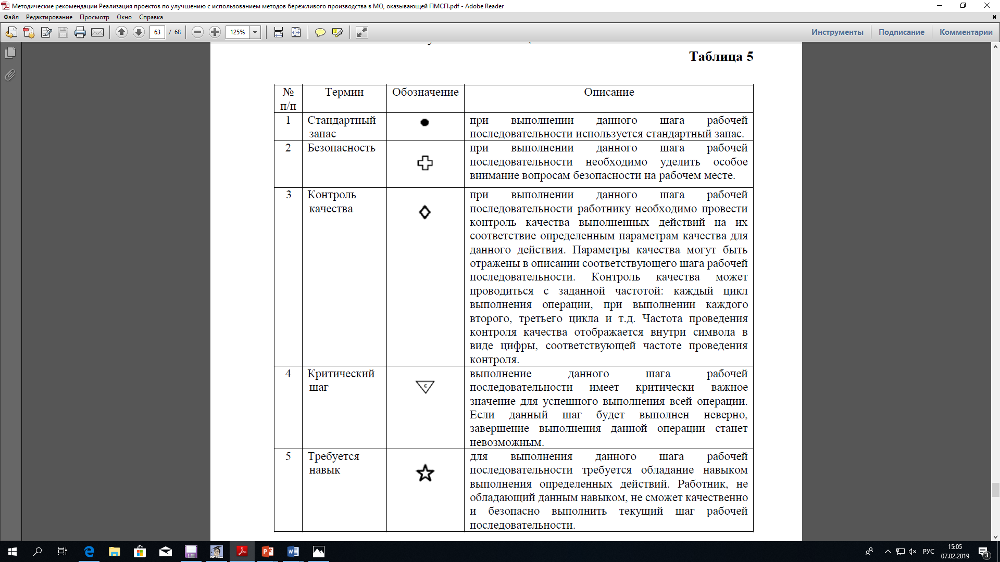 Методические рекомендации Реализация проектов по улучшению с использованием методов бережливого производства в МО, оказывающей ПМСП.pdf - Adobe Reader
Файл Редактирование Просмотр Окно Справка
63 / 68 125% Инструменты Подписание Комментарии
Таблица 5
№ п/п Термин Обозначение Описание
1 Стандартный запас
при выполнении данного шага рабочей
последовательности используется стандартный запас.
2 Безопасность
при выполнении данного шага рабочей
последовательности необходимо уделить особое
внимание вопросам безопасности на рабочем месте.
3 Контроль качества
при выполнении данного шага рабочей
последовательности работнику необходимо провести
контроль качества выполненных действий на их
соответствие определенным параметрам качества для
данного действия. Параметры качества могут быть
отражены в описании соответствующего шага рабочей
последовательности. Контроль качества может
проводиться с заданной частотой: каждый цикл
выполнения операции, при выполнении каждого
второго, третьего цикла и т.д. Частота проведения
контроля качества отображается внутри символа в
виде цифры, соответствующей частоте проведения
контроля.
4 Критический шаг
с
выполнение данного шага рабочей
последовательности имеет критически важное
значение для успешного выполнения всей операции.
Если данный шаг будет выполнен неверно,
завершение выполнения данной операции станет
невозможным.
5 Требуется навык
для выполнения данного шага рабочей
последовательности требуется обладание навыком
выполнения определенных действий. Работник, не
обладающий данным навыком, не сможет качественно
и безопасно выполнить текущий шаг рабочей
последовательности.
РУС
15:05
07.02.2019
3